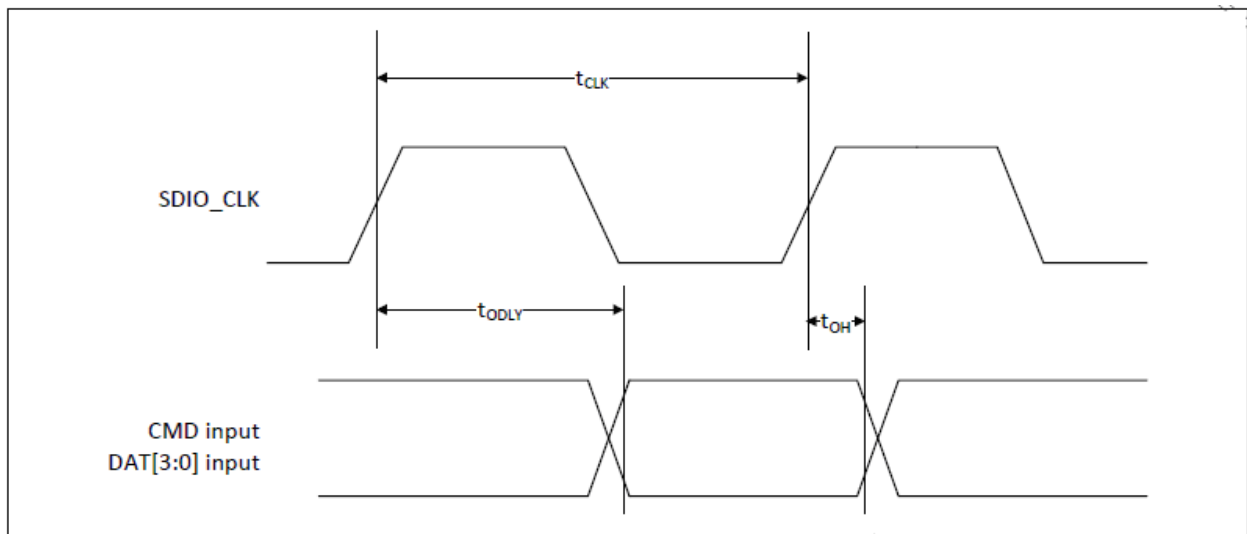 tCLK
SDIO_CLK
tODLY
tOH
CMD input
DAT[3:0] input